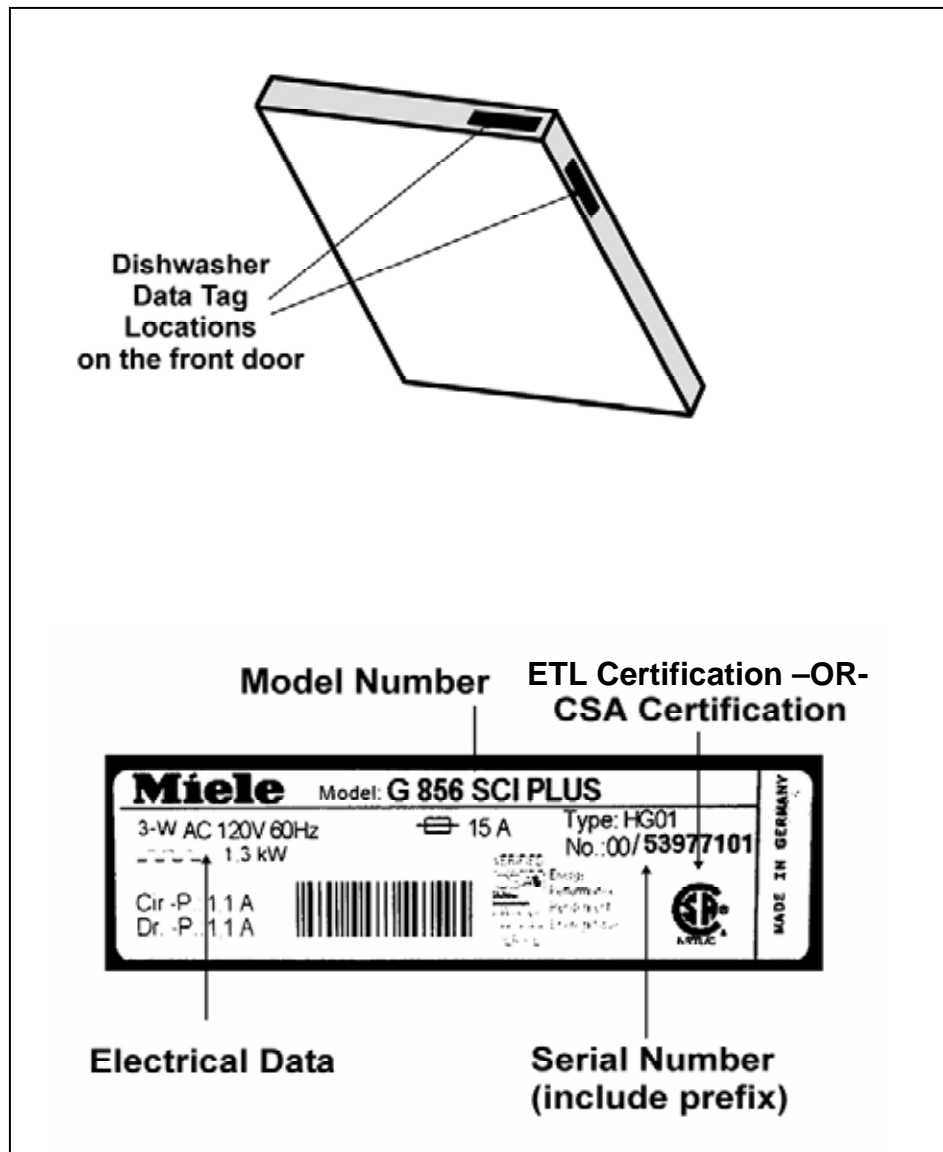 Dishwasher
Data Tag
Locations
on the front door
Model Number
ETL Certification –OR-
CSA Certification
Miele Model: G 856 SCI PLUS
3-W AC 120V 60Hz
15 A
Type: HG01
1.3 kW
No.:00/53977101
VERIFIED
Cir -P.: 1,1 A
Dr. -P.: 1,1 A
CSA
MADE IN GERMANY
Electrical Data
Serial Number
(include prefix)